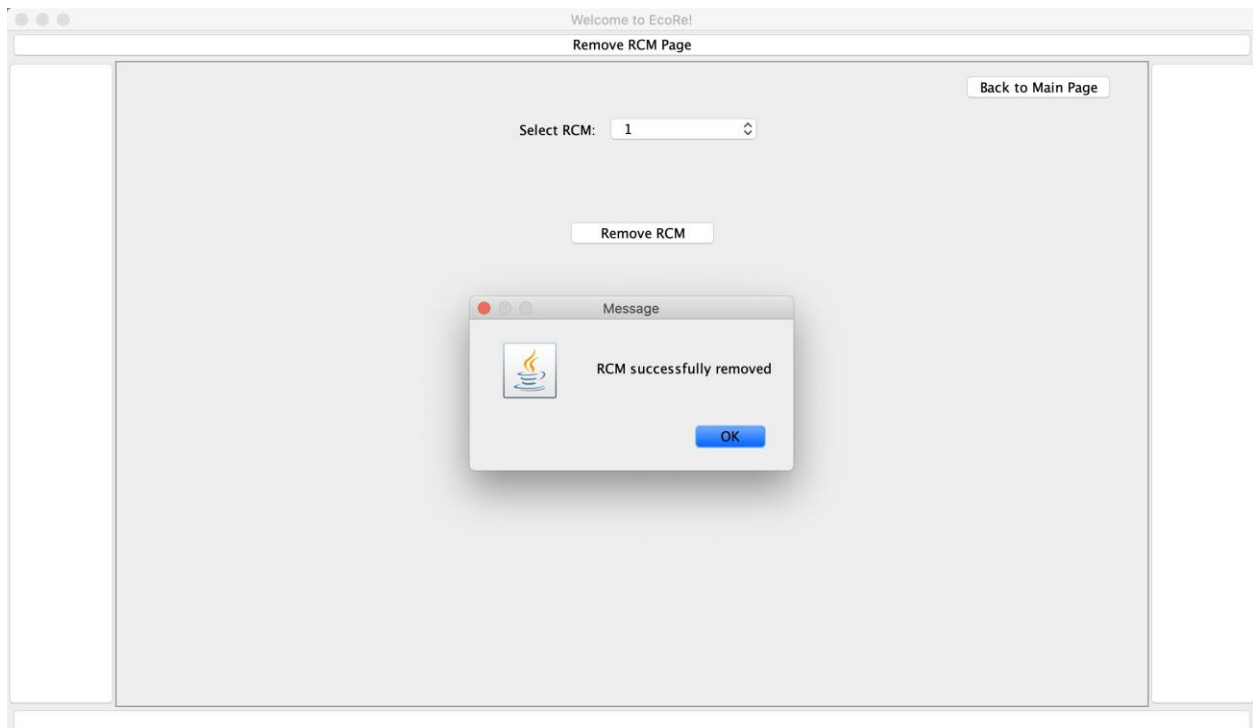 Welcome to EcoRe!
Remove RCM Page
Back to Main Page
Select RCM: 1
Remove RCM
Message
RCM successfully removed
OK